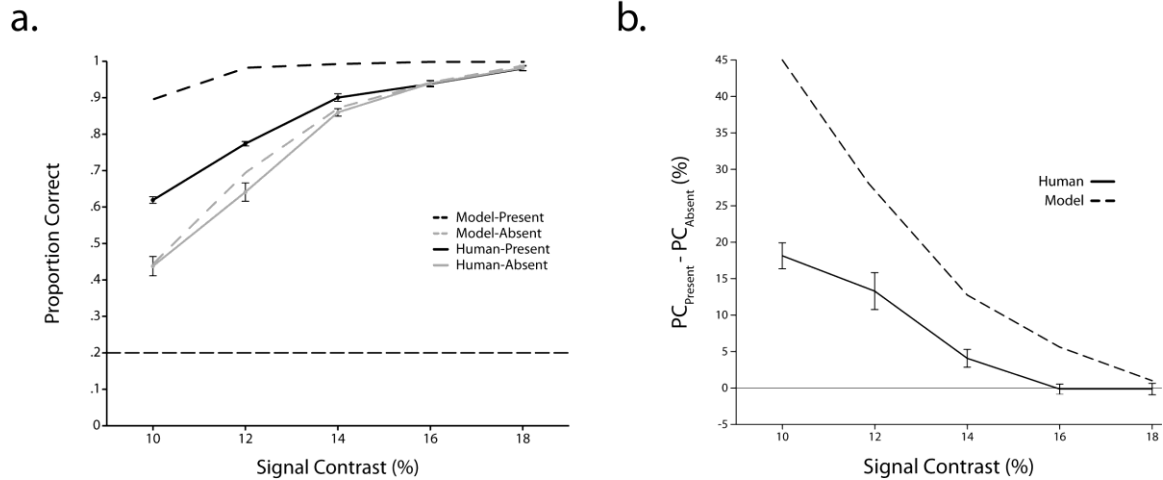 a.
1
.9
.8
.7
.6
.5
.4
.3
.2
.1
0
Proportion Correct
10 12 14 16 18
Signal Contrast (%)
Model-Present
Model-Absent
Human-Present
Human-Absent
b.
45
40
35
30
25
20
15
10
5
0
-5
PCPresent - PCAbsent (%)
10 12 14 16 18
Signal Contrast (%)
Human
Model